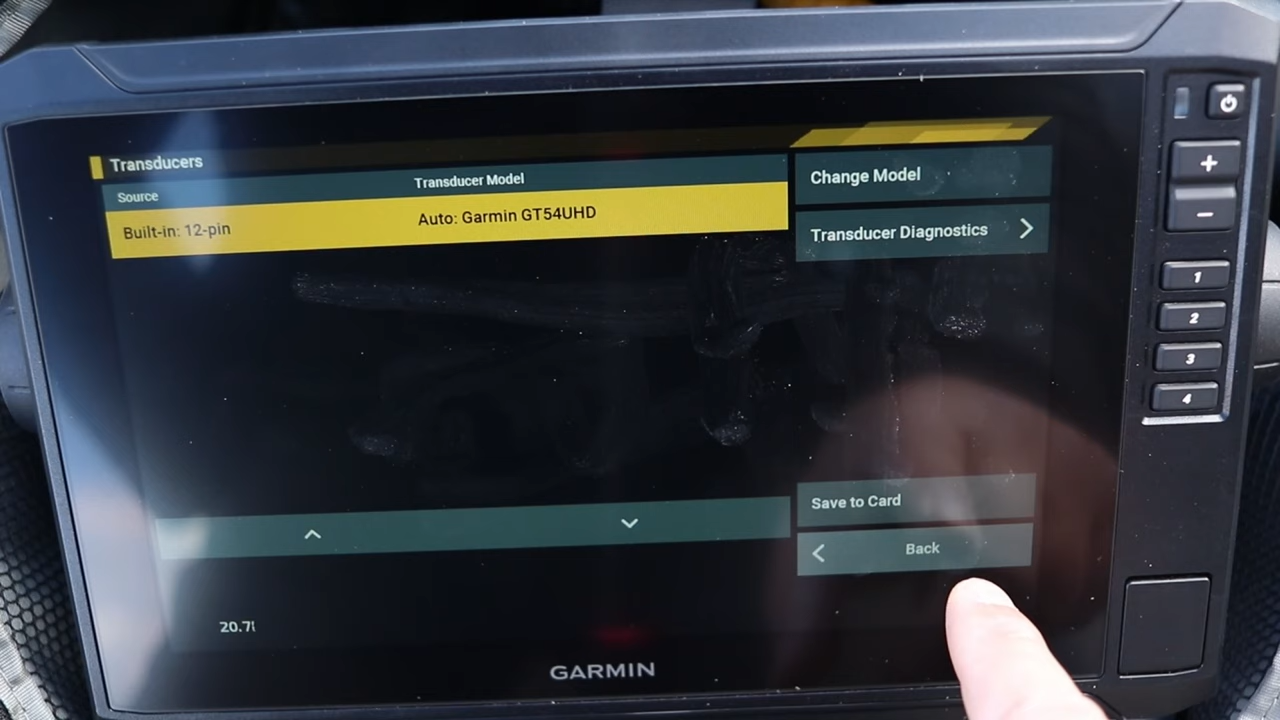 Transducers
Source
Transducer Model
Change Model
Built-in: 12-pin
Auto: Garmin GT54UHD
Transducer Diagnostics
Save to Card
Back
GARMIN
+
−
1
2
3
4